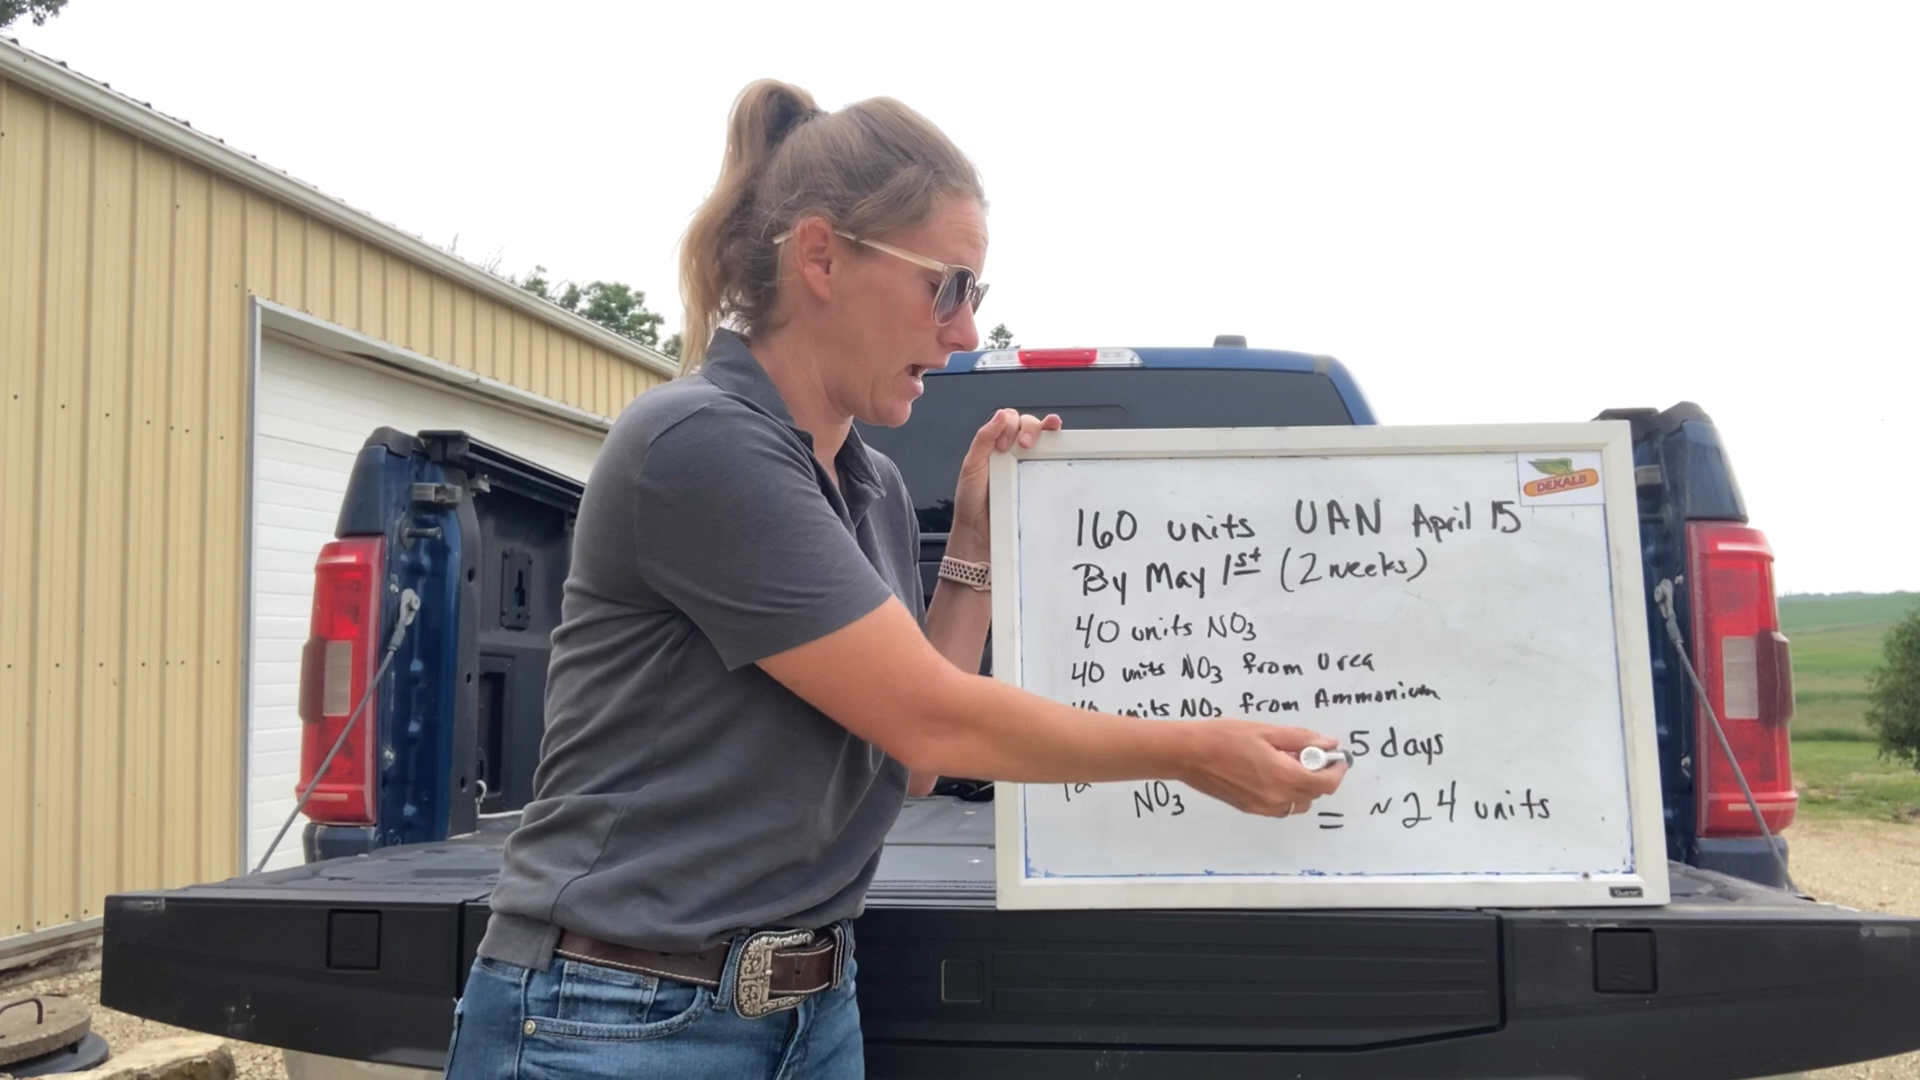 DEKALB
160 units UAN April 15
By May 1st (2 weeks)
40 units NO3
40 units NO3 from Urea
units NO3 from Ammonium
5 days
NO3
= ~24 units
Quartet